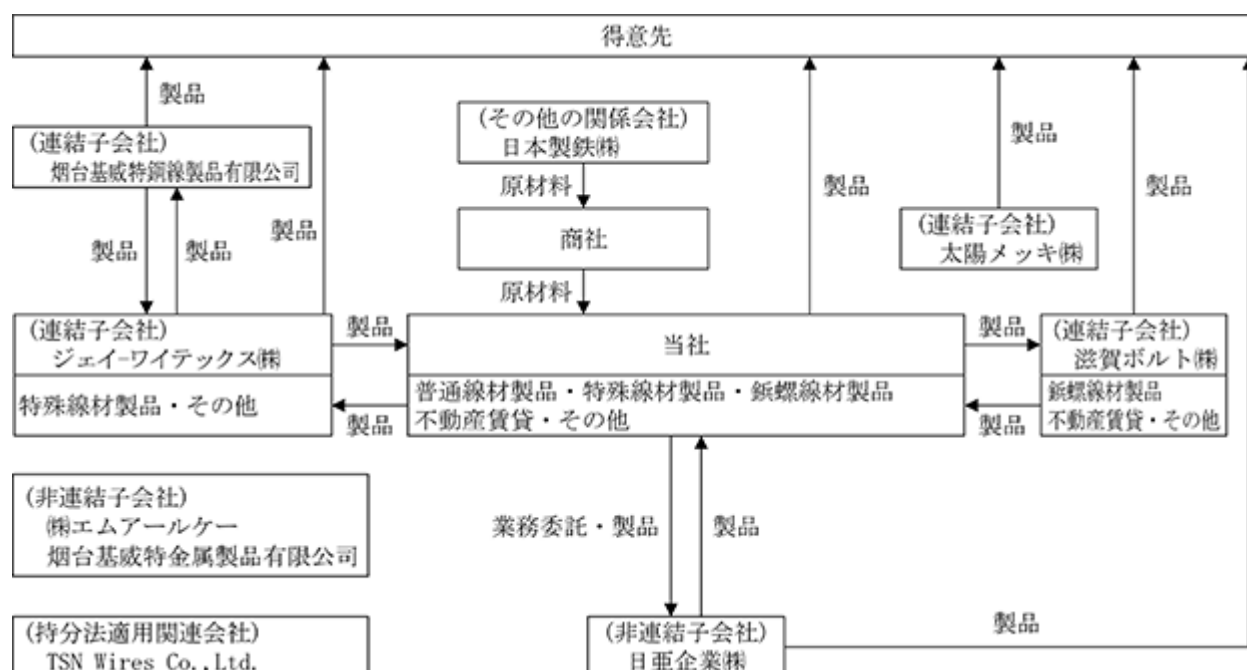 得意先
製品
(連結子会社)
烟台基威特鋼線製品有限公司
製品
製品
製品
(その他の関係会社)
日本製鉄㈱
原材料
商社
原材料
製品
製品
(連結子会社)
太陽メッキ㈱
製品
(連結子会社)
ジェイ-ワイテックス㈱
特殊線材製品・その他
製品
製品
当社
普通線材製品・特殊線材製品・鋲螺線材製品
不動産賃貸・その他
製品
製品
(連結子会社)
滋賀ボルト㈱
鋲螺線材製品
不動産賃貸・その他
(非連結子会社)
㈱エムアールケー
烟台基威特金属製品有限公司
業務委託・製品
製品
(持分法適用関連会社)
TSN Wires Co.,Ltd.
(非連結子会社)
日亜企業㈱
製品